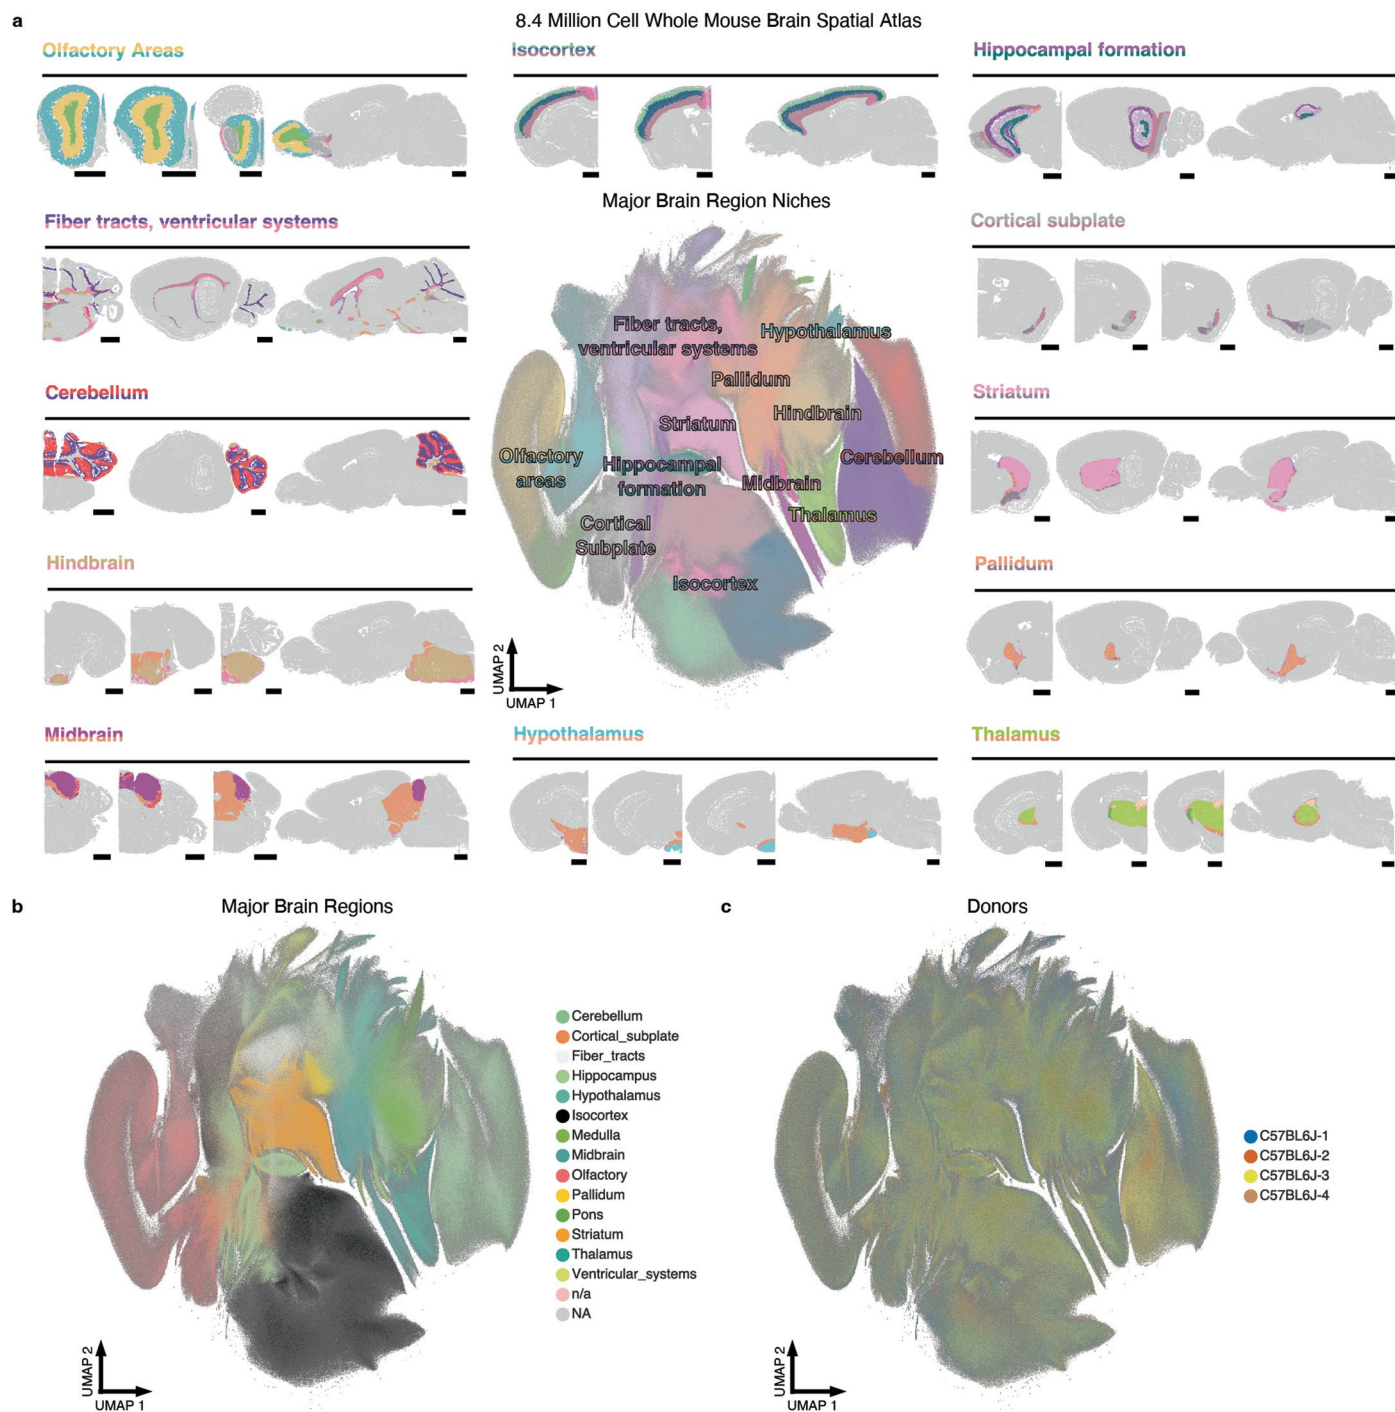 a
8.4 Million Cell Whole Mouse Brain Spatial Atlas
Olfactory Areas
Isocortex
Hippocampal formation
Fiber tracts, ventricular systems
Major Brain Region Niches
Cortical subplate
Cerebellum
Striatum
Hindbrain
Pallidum
Midbrain
Hypothalamus
Thalamus
Fiber tracts,
ventricular systems
Hypothalamus
Pallidum
Hindbrain
Striatum
Olfactory
areas
Hippocampal
formation
Cerebellum
Midbrain
Thalamus
Cortical
Subplate
Isocortex
UMAP 2
UMAP 1
b
Major Brain Regions
Cerebellum
Cortical_subplate
Fiber_tracts
Hippocampus
Hypothalamus
Isocortex
Medulla
Midbrain
Olfactory
Pallidum
Pons
Striatum
Thalamus
Ventricular_systems
n/a
NA
UMAP 2
UMAP 1
c
Donors
C57BL6J-1
C57BL6J-2
C57BL6J-3
C57BL6J-4
UMAP 2
UMAP 1